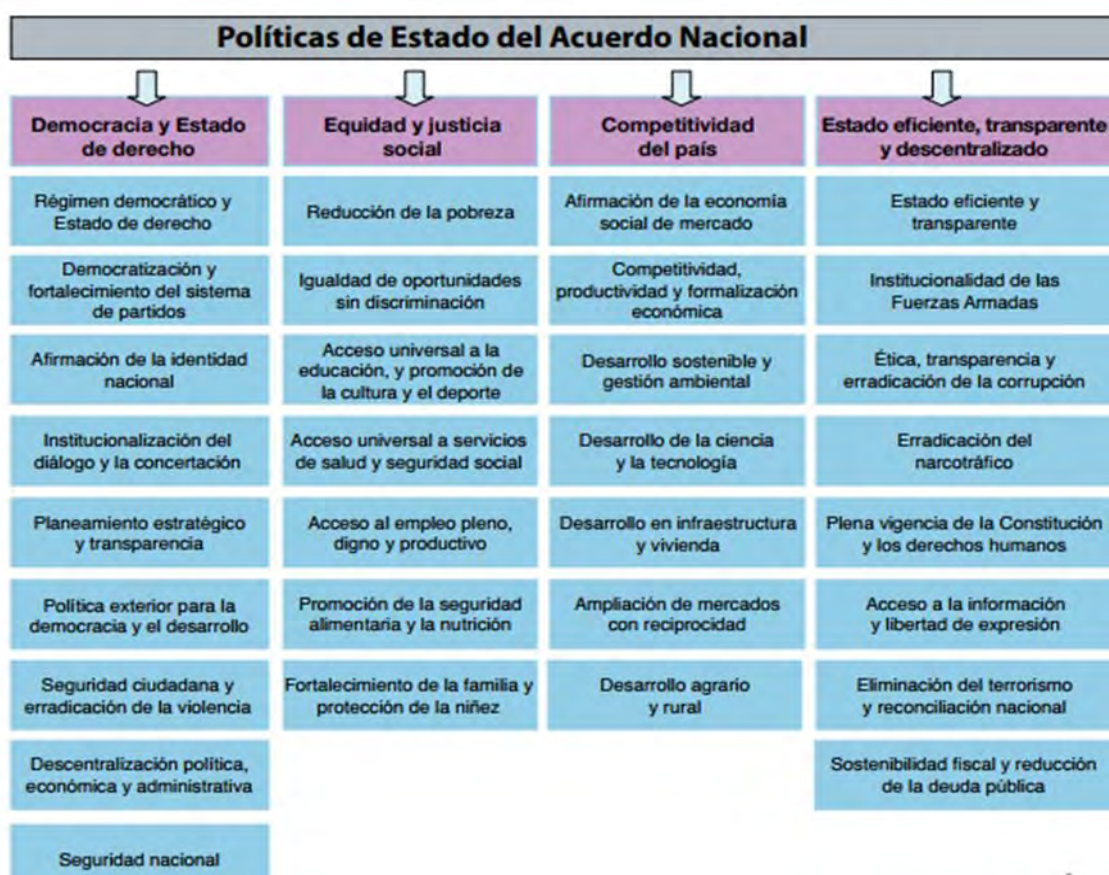 Políticas de Estado del Acuerdo Nacional
Democracia y Estado
de derecho
Régimen democrático y
Estado de derecho
Democratización y
fortalecimiento del sistema
de partidos
Afirmación de la identidad
nacional
Institucionalización del
diálogo y la concertación
Planeamiento estratégico
y transparencia
Política exterior para la
democracia y el desarrollo
Seguridad ciudadana y
erradicación de la violencia
Descentralización política,
económica y administrativa
Seguridad nacional
Equidad y justicia
social
Reducción de la pobreza
Igualdad de oportunidades
sin discriminación
Acceso universal a la
educación, y promoción de
la cultura y el deporte
Acceso universal a servicios
de salud y seguridad social
Acceso al empleo pleno,
digno y productivo
Promoción de la seguridad
alimentaria y la nutrición
Fortalecimiento de la familia y
protección de la niñez
Competitividad
del país
Afirmación de la economía
social de mercado
Competitividad,
productividad y formalización
económica
Desarrollo sostenible y
gestión ambiental
Desarrollo de la ciencia
y la tecnología
Desarrollo en infraestructura
y vivienda
Ampliación de mercados
con reciprocidad
Desarrollo agrario
y rural
Estado eficiente, transparente
y descentralizado
Estado eficiente y
transparente
Institucionalidad de las
Fuerzas Armadas
Ética, transparencia y
erradicación de la corrupción
Erradicación del
narcotráfico
Plena vigencia de la Constitución
y los derechos humanos
Acceso a la información
y libertad de expresión
Eliminación del terrorismo
y reconciliación nacional
Sostenibilidad fiscal y reducción
de la deuda pública